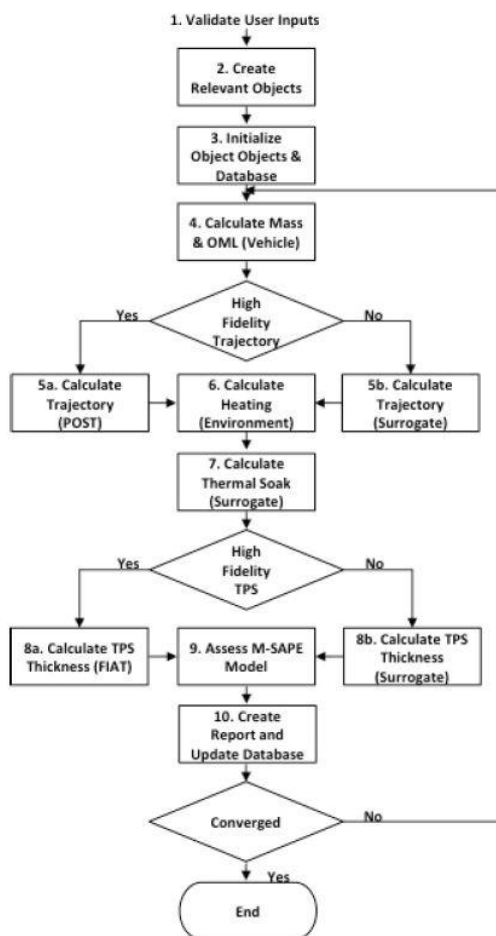 1. Validate User Inputs
2. Create
Relevant Objects
3. Initialize
Object Objects &
Database
4. Calculate Mass
& OML (Vehicle)
High
Fidelity
Trajectory
Yes
No
5a. Calculate
Trajectory
(POST)
6. Calculate
Heating
(Environment)
5b. Calculate
Trajectory
(Surrogate)
7. Calculate
Thermal Soak
(Surrogate)
High
Fidelity
TPS
Yes
No
8a. Calculate TPS
Thickness (FIAT)
9. Assess M-SAPE
Model
8b. Calculate TPS
Thickness
(Surrogate)
10. Create
Report and
Update Database
Converged
No
Yes
End